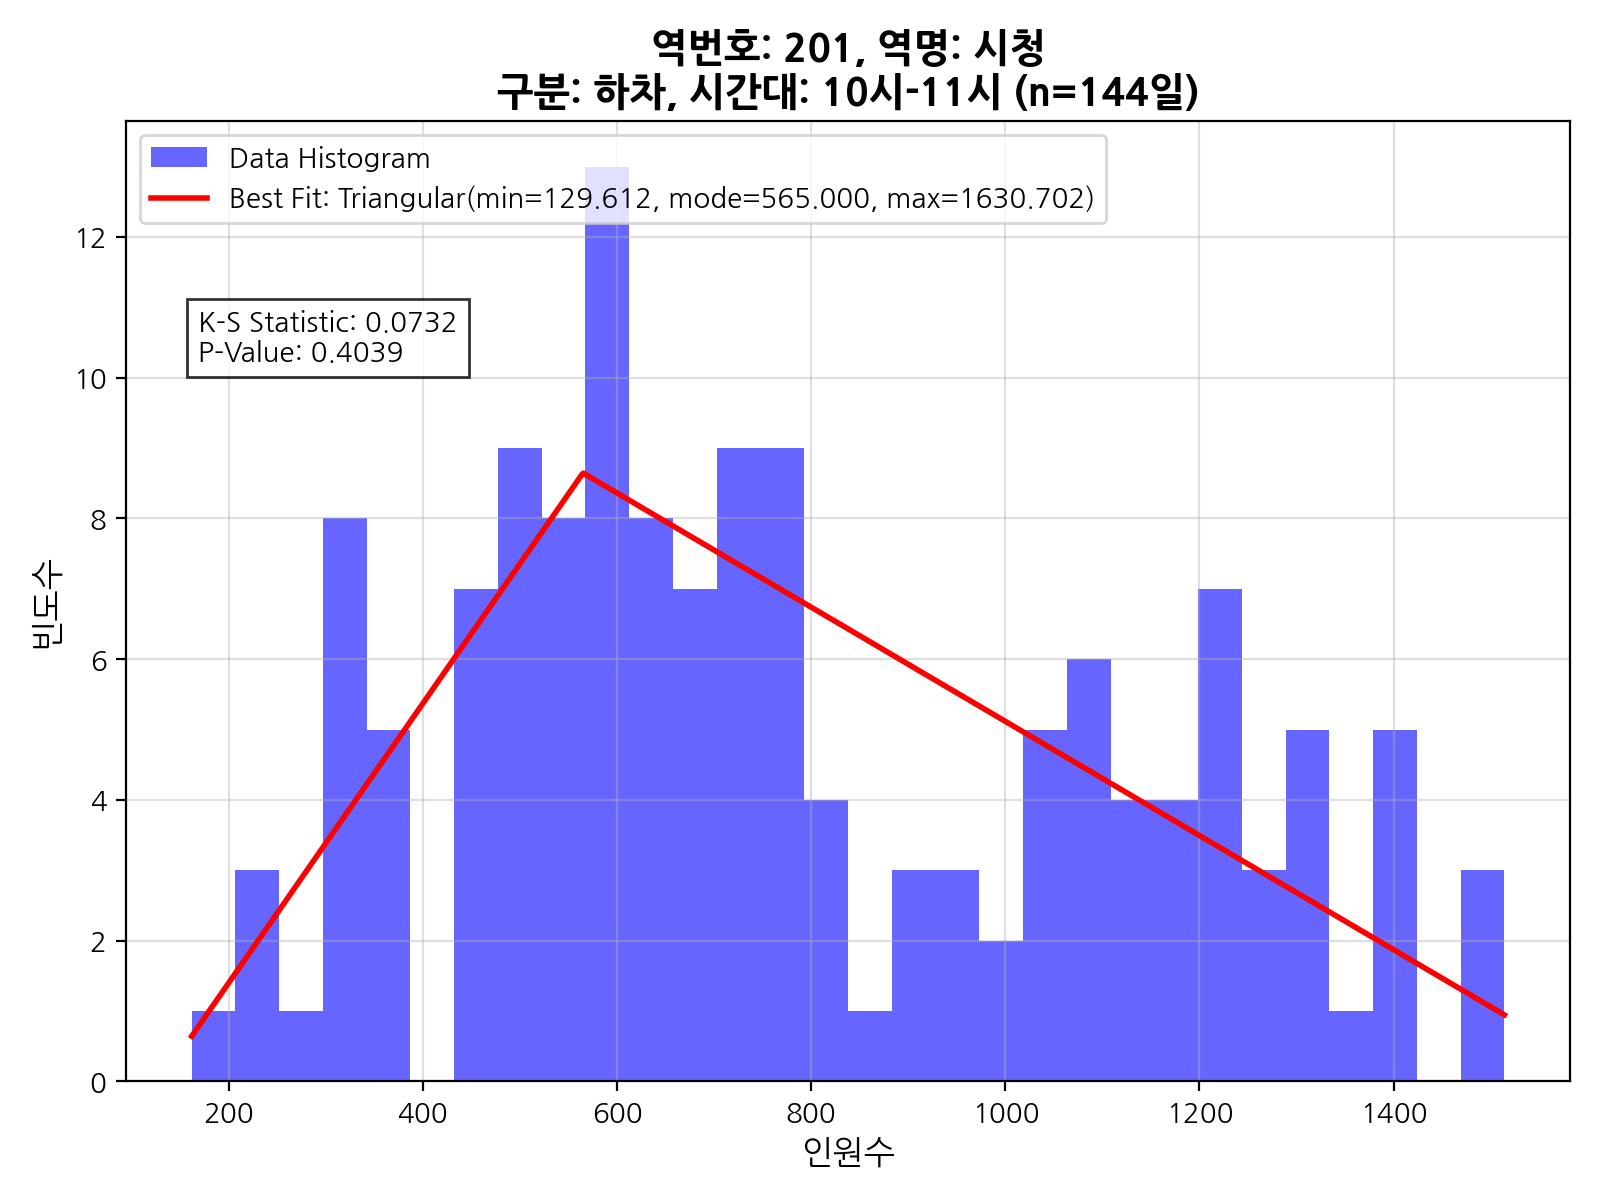 역번호: 201, 역명: 시청
구분: 하차, 시간대: 10시-11시 (n=144일)
Data Histogram
Best Fit: Triangular(min=129.612, mode=565.000, max=1630.702)
K-S Statistic: 0.0732
P-Value: 0.4039
빈도수
12
10
8
6
4
2
0
200 400 600 800 1000 1200 1400
인원수